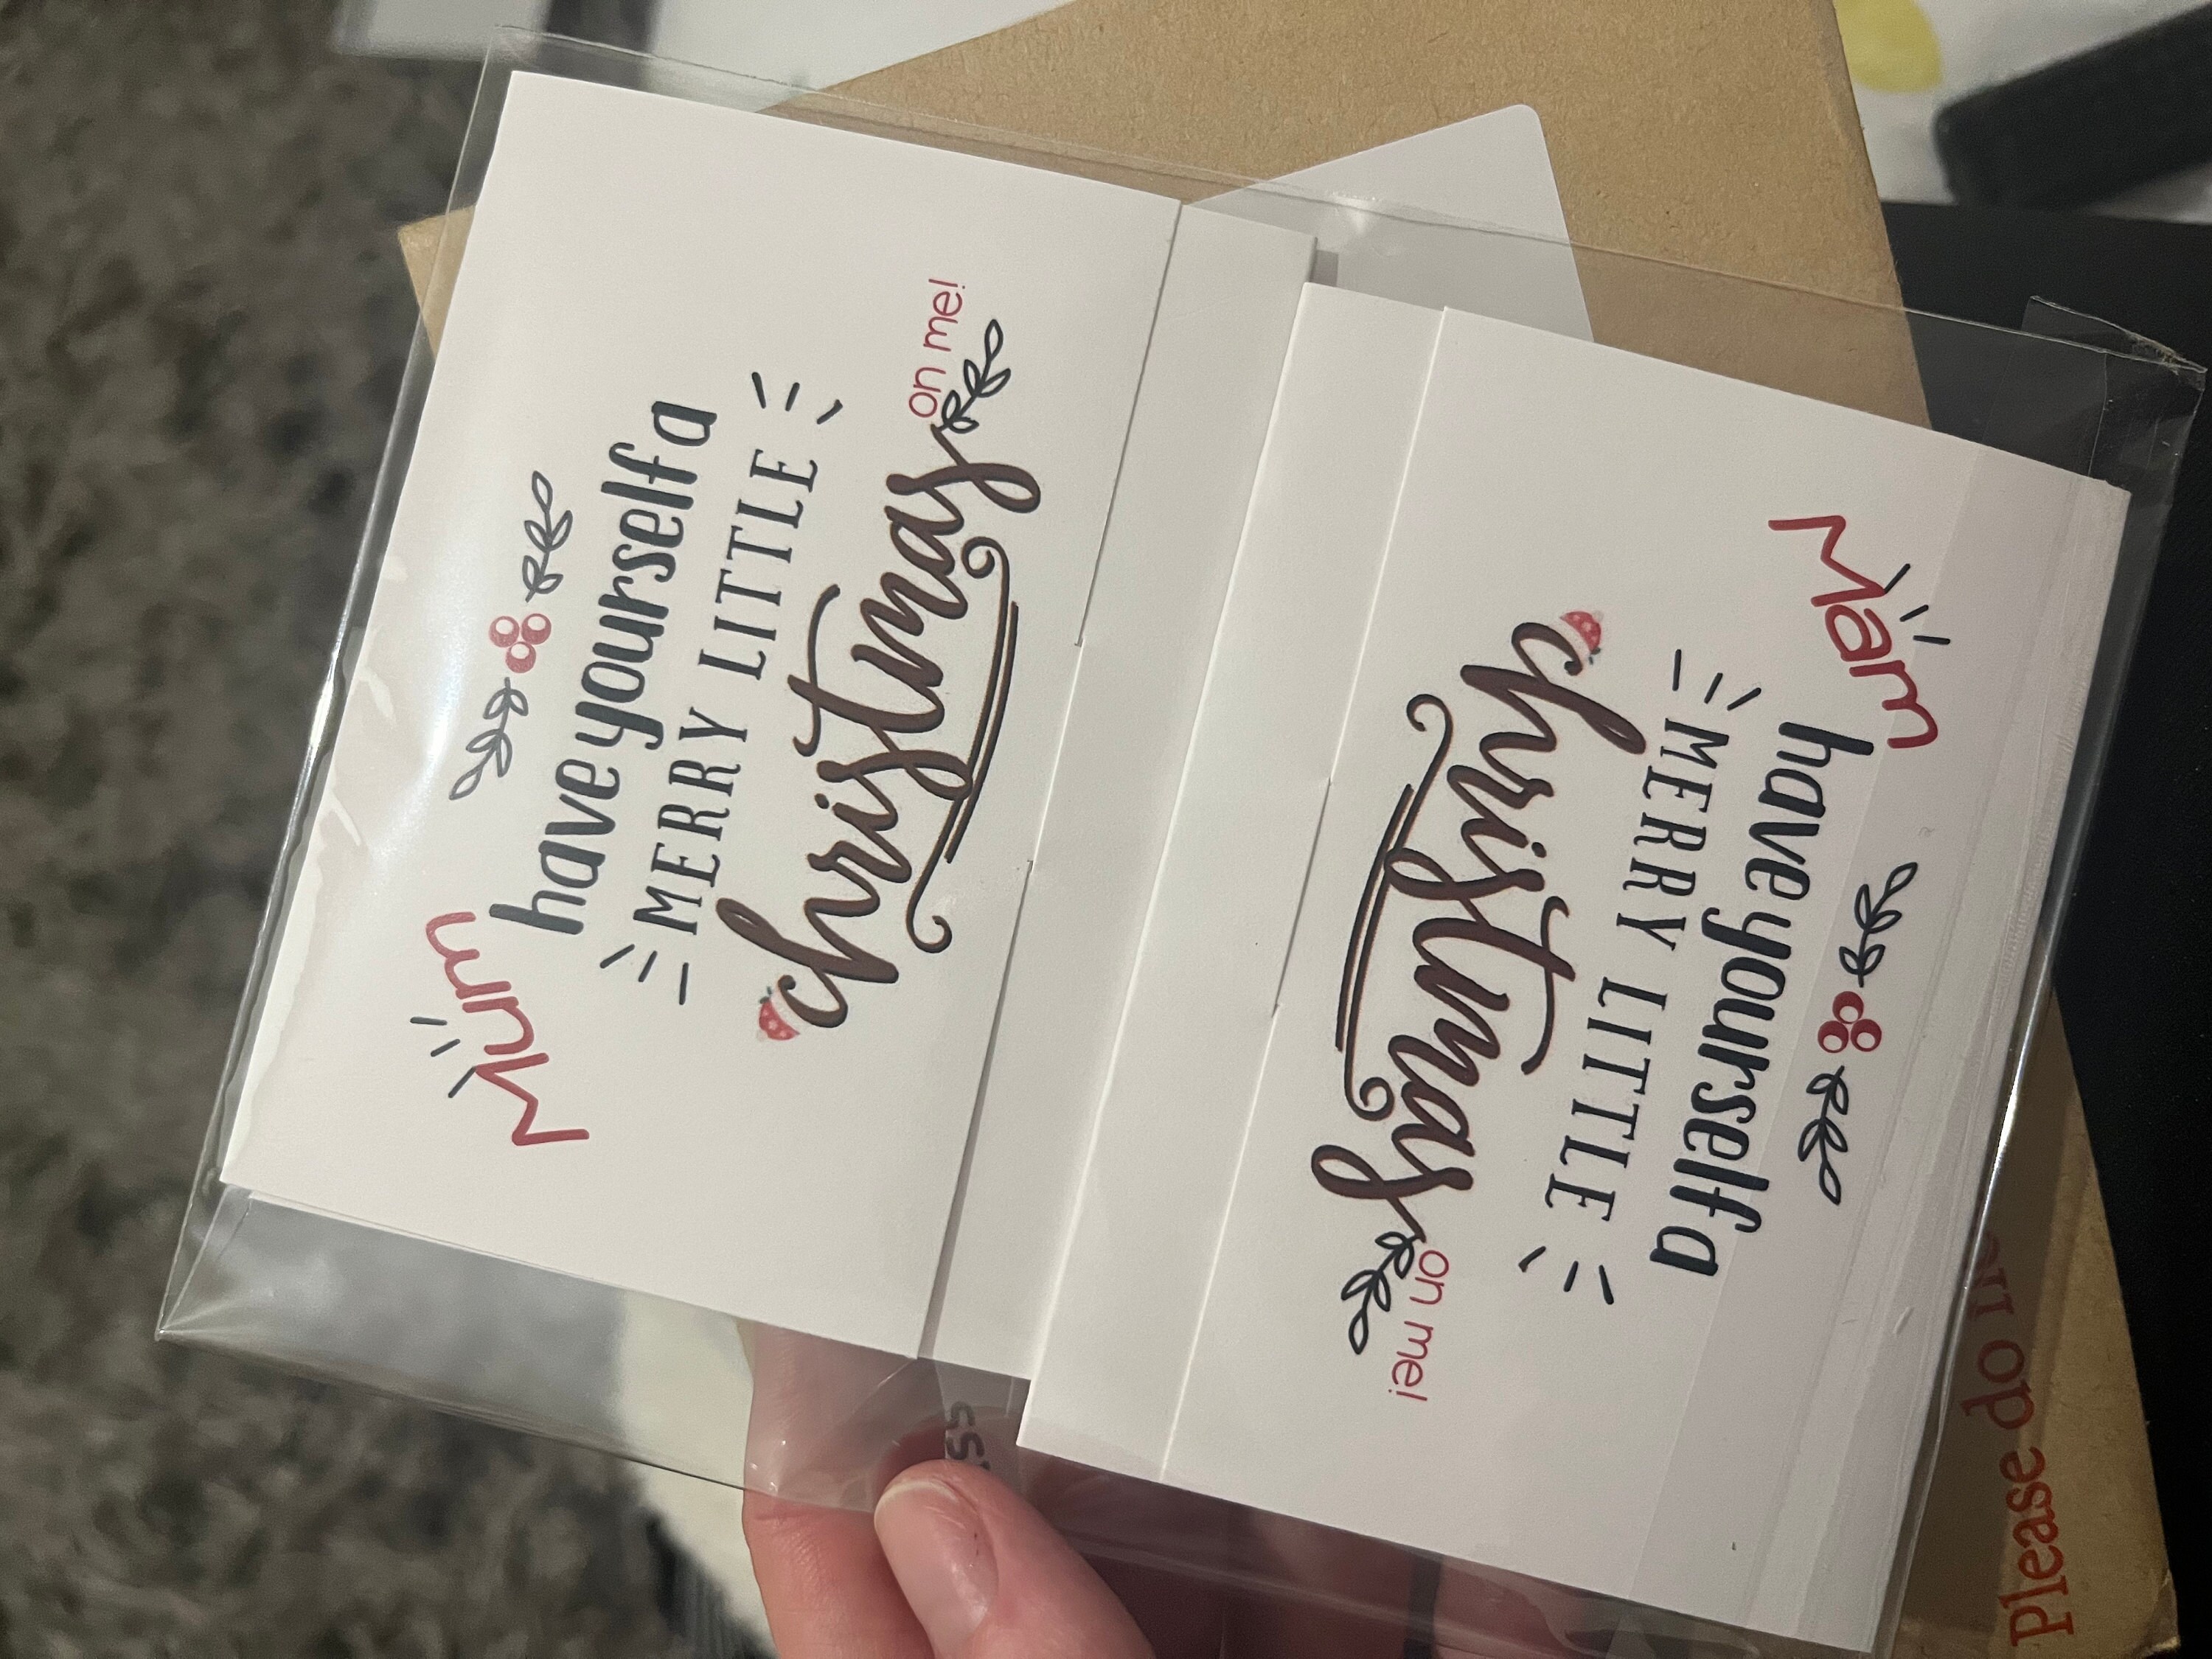 Mum
have yourself a
MERRY LITTLE
christmas
on me!
Mam
have yourself a
MERRY LITTLE
christmas
on me!
Please do